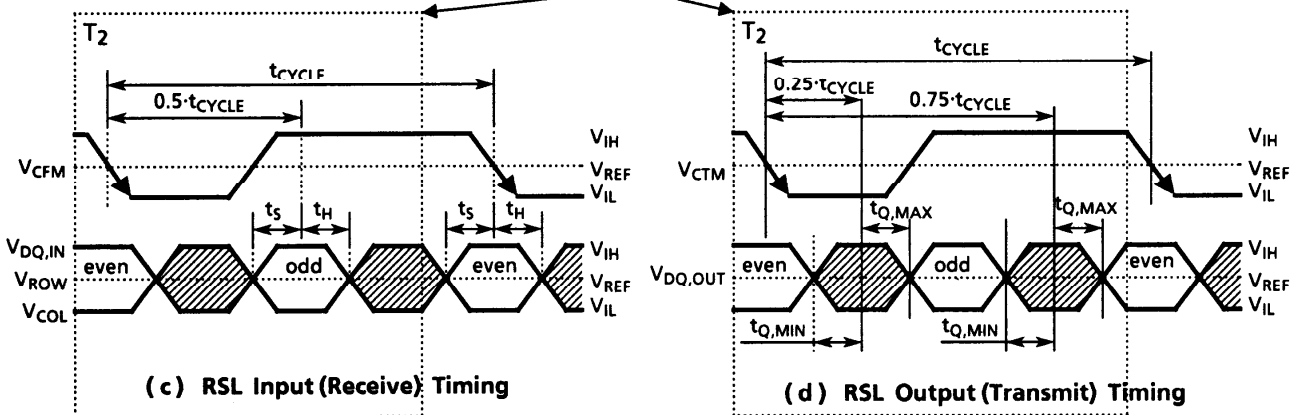 T2
tCYCLE
0.5·tCYCLE
VCFM
VIH
VREF
VIL
tS
tH
tS
tH
VDQ,IN
VROW
VCOL
even
odd
even
VIH
VREF
VIL
(c) RSL Input (Receive) Timing
T2
tCYCLE
0.25·tCYCLE
0.75·tCYCLE
VCTM
VIH
VREF
VIL
tQ,MAX
tQ,MAX
VDQ,OUT
even
odd
even
VIH
VREF
VIL
tQ,MIN
tQ,MIN
(d) RSL Output (Transmit) Timing